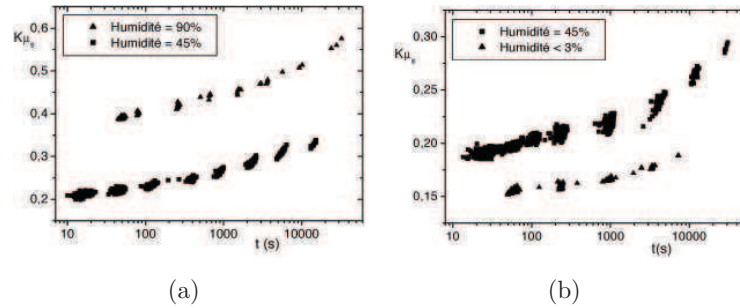 Kμs
0,6
0,5
0,4
0,3
0,2
Humidité = 90%
Humidité = 45%
10
100
1000
10000
t (s)
(a)
Kμs
0,30
0,25
0,20
0,15
Humidité = 45%
Humidité < 3%
10
100
1000
10000
t(s)
(b)